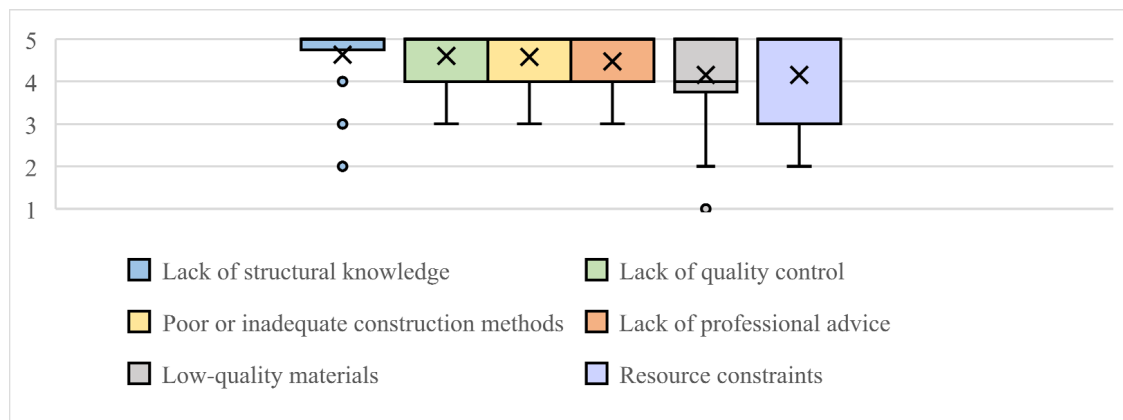 5
4
3
2
1
Lack of structural knowledge
Lack of quality control
Poor or inadequate construction methods
Lack of professional advice
Low-quality materials
Resource constraints